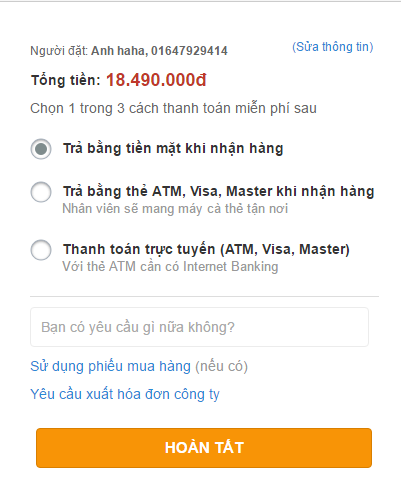 Người đặt: Anh haha, 01647929414
(Sửa thông tin)
Tổng tiền: 18.490.000đ
Chọn 1 trong 3 cách thanh toán miễn phí sau
Trả bằng tiền mặt khi nhận hàng
Trả bằng thẻ ATM, Visa, Master khi nhận hàng
Nhân viên sẽ mang máy cà thẻ tận nơi
Thanh toán trực tuyến (ATM, Visa, Master)
Với thẻ ATM cần có Internet Banking
Bạn có yêu cầu gì nữa không?
Sử dụng phiếu mua hàng (nếu có)
Yêu cầu xuất hóa đơn công ty
HOÀN TẤT